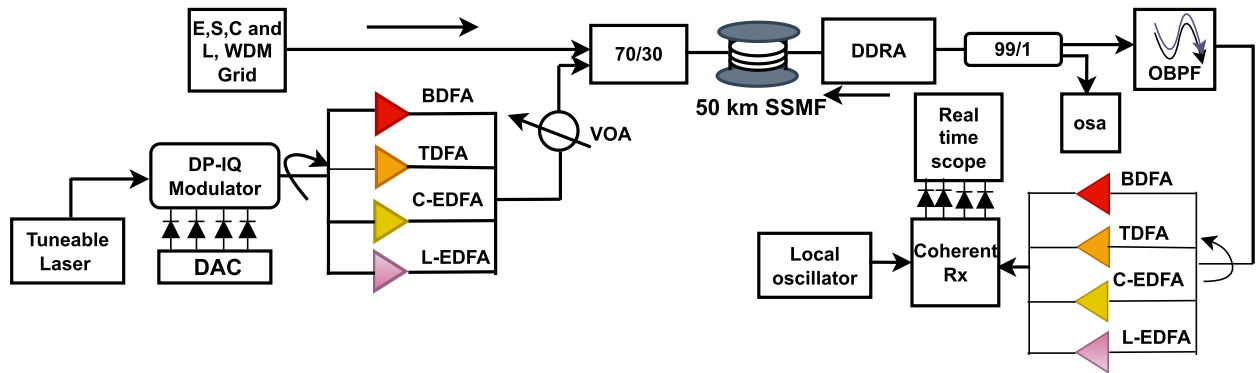 E,S,C and
L, WDM
Grid
70/30
50 km SSMF
DDRA
99/1
OBPF
osa
VOA
BDFA
TDFA
C-EDFA
L-EDFA
DP-IQ
Modulator
Tuneable
Laser
DAC
Real
time
scope
Local
oscillator
Coherent
Rx
BDFA
TDFA
C-EDFA
L-EDFA